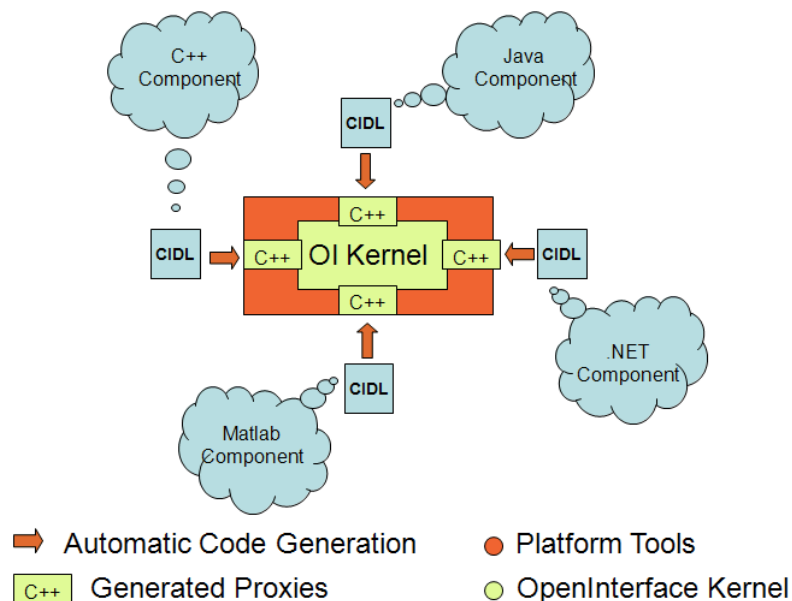 C++
Component
Java
Component
CIDL
C++
CIDL
C++
OI Kernel
C++
CIDL
C++
.NET
Component
CIDL
Matlab
Component
Automatic Code Generation
Platform Tools
C++
Generated Proxies
OpenInterface Kernel